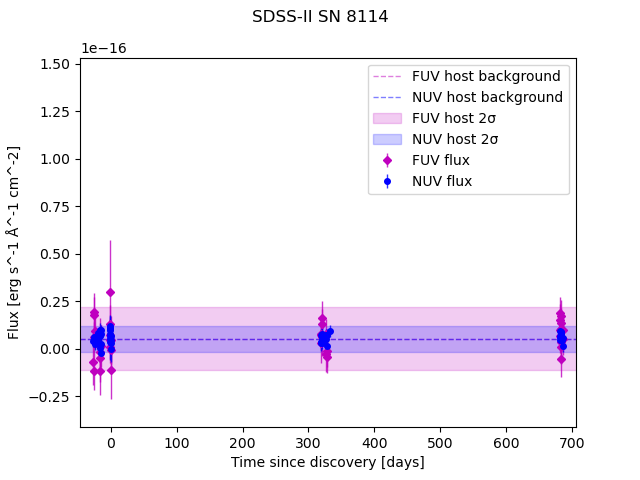 SDSS-II SN 8114
1e−16
1.50
1.25
1.00
0.75
0.50
0.25
0.00
−0.25
Flux [erg s^-1 Å^-1 cm^-2]
FUV host background
NUV host background
FUV host 2σ
NUV host 2σ
FUV flux
NUV flux
0 100 200 300 400 500 600 700
Time since discovery [days]